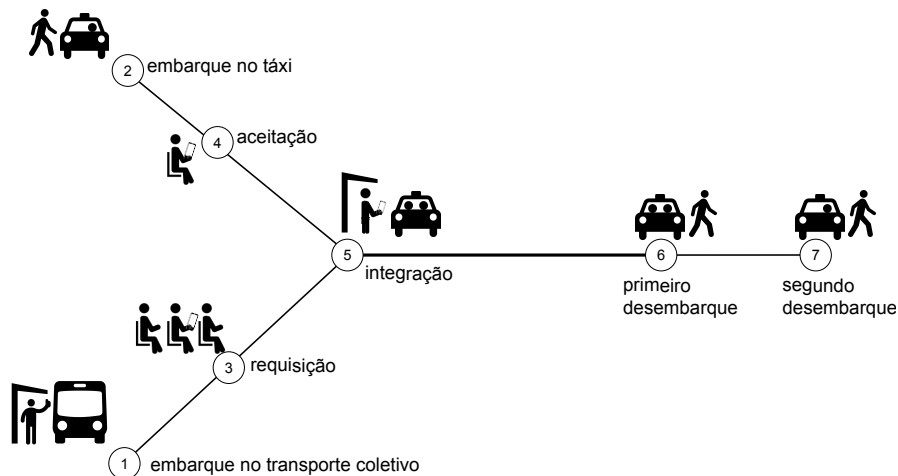 2
embarque no táxi
4
aceitação
5
integração
6
primeiro
desembarque
7
segundo
desembarque
3
requisição
1
embarque no transporte coletivo